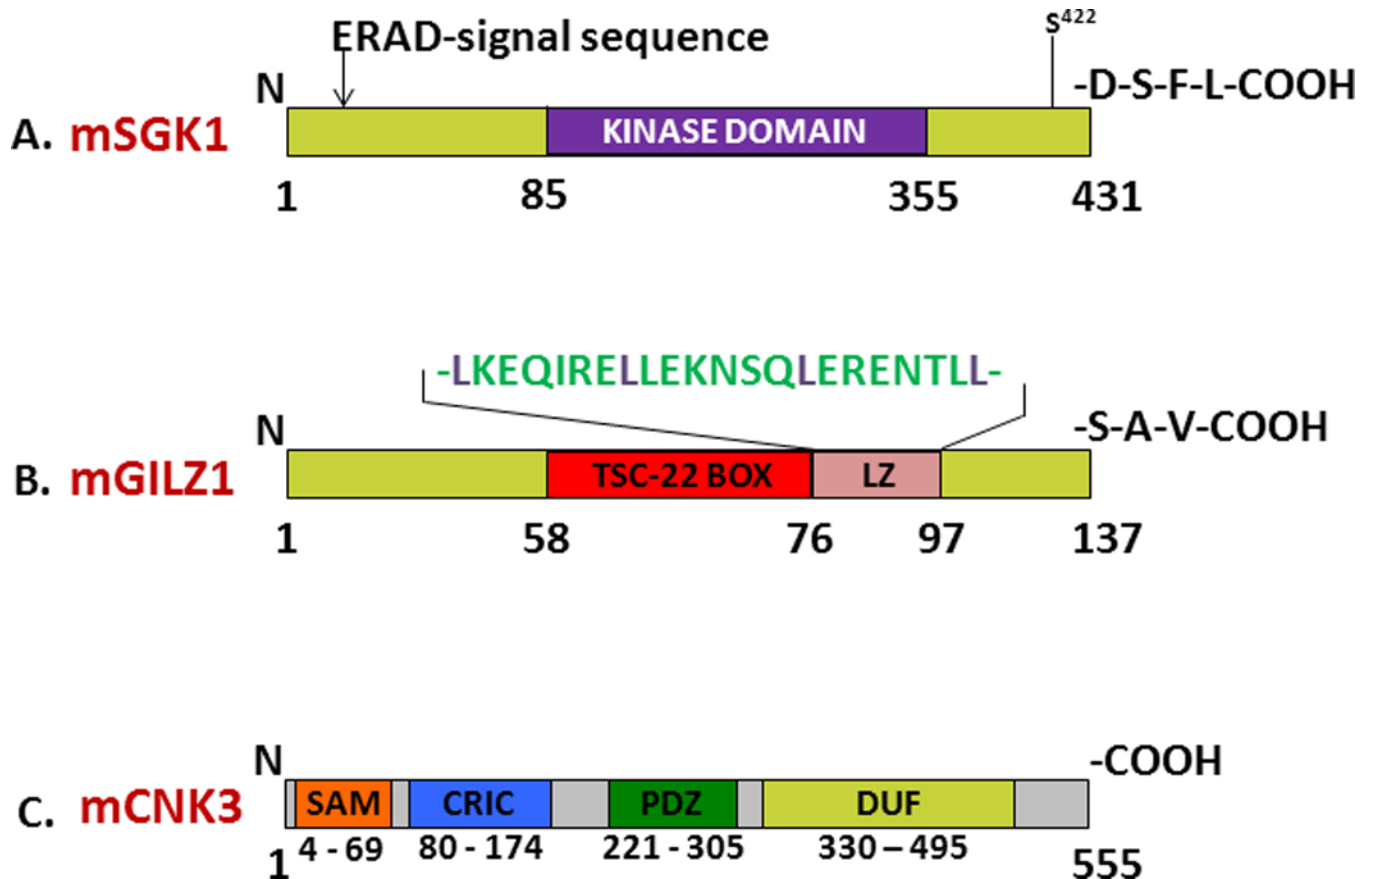 ERAD-signal sequence
S⁴²²
N
-D-S-F-L-COOH
A. mSGK1
KINASE DOMAIN
1
85
355
431
-LKEQIRELLEKNSQLERENTLL-
N
-S-A-V-COOH
B. mGILZ1
TSC-22 BOX
LZ
1
58
76
97
137
N
-COOH
C. mCNK3
SAM
CRIC
PDZ
DUF
1
4 - 69
80 - 174
221 - 305
330 – 495
555